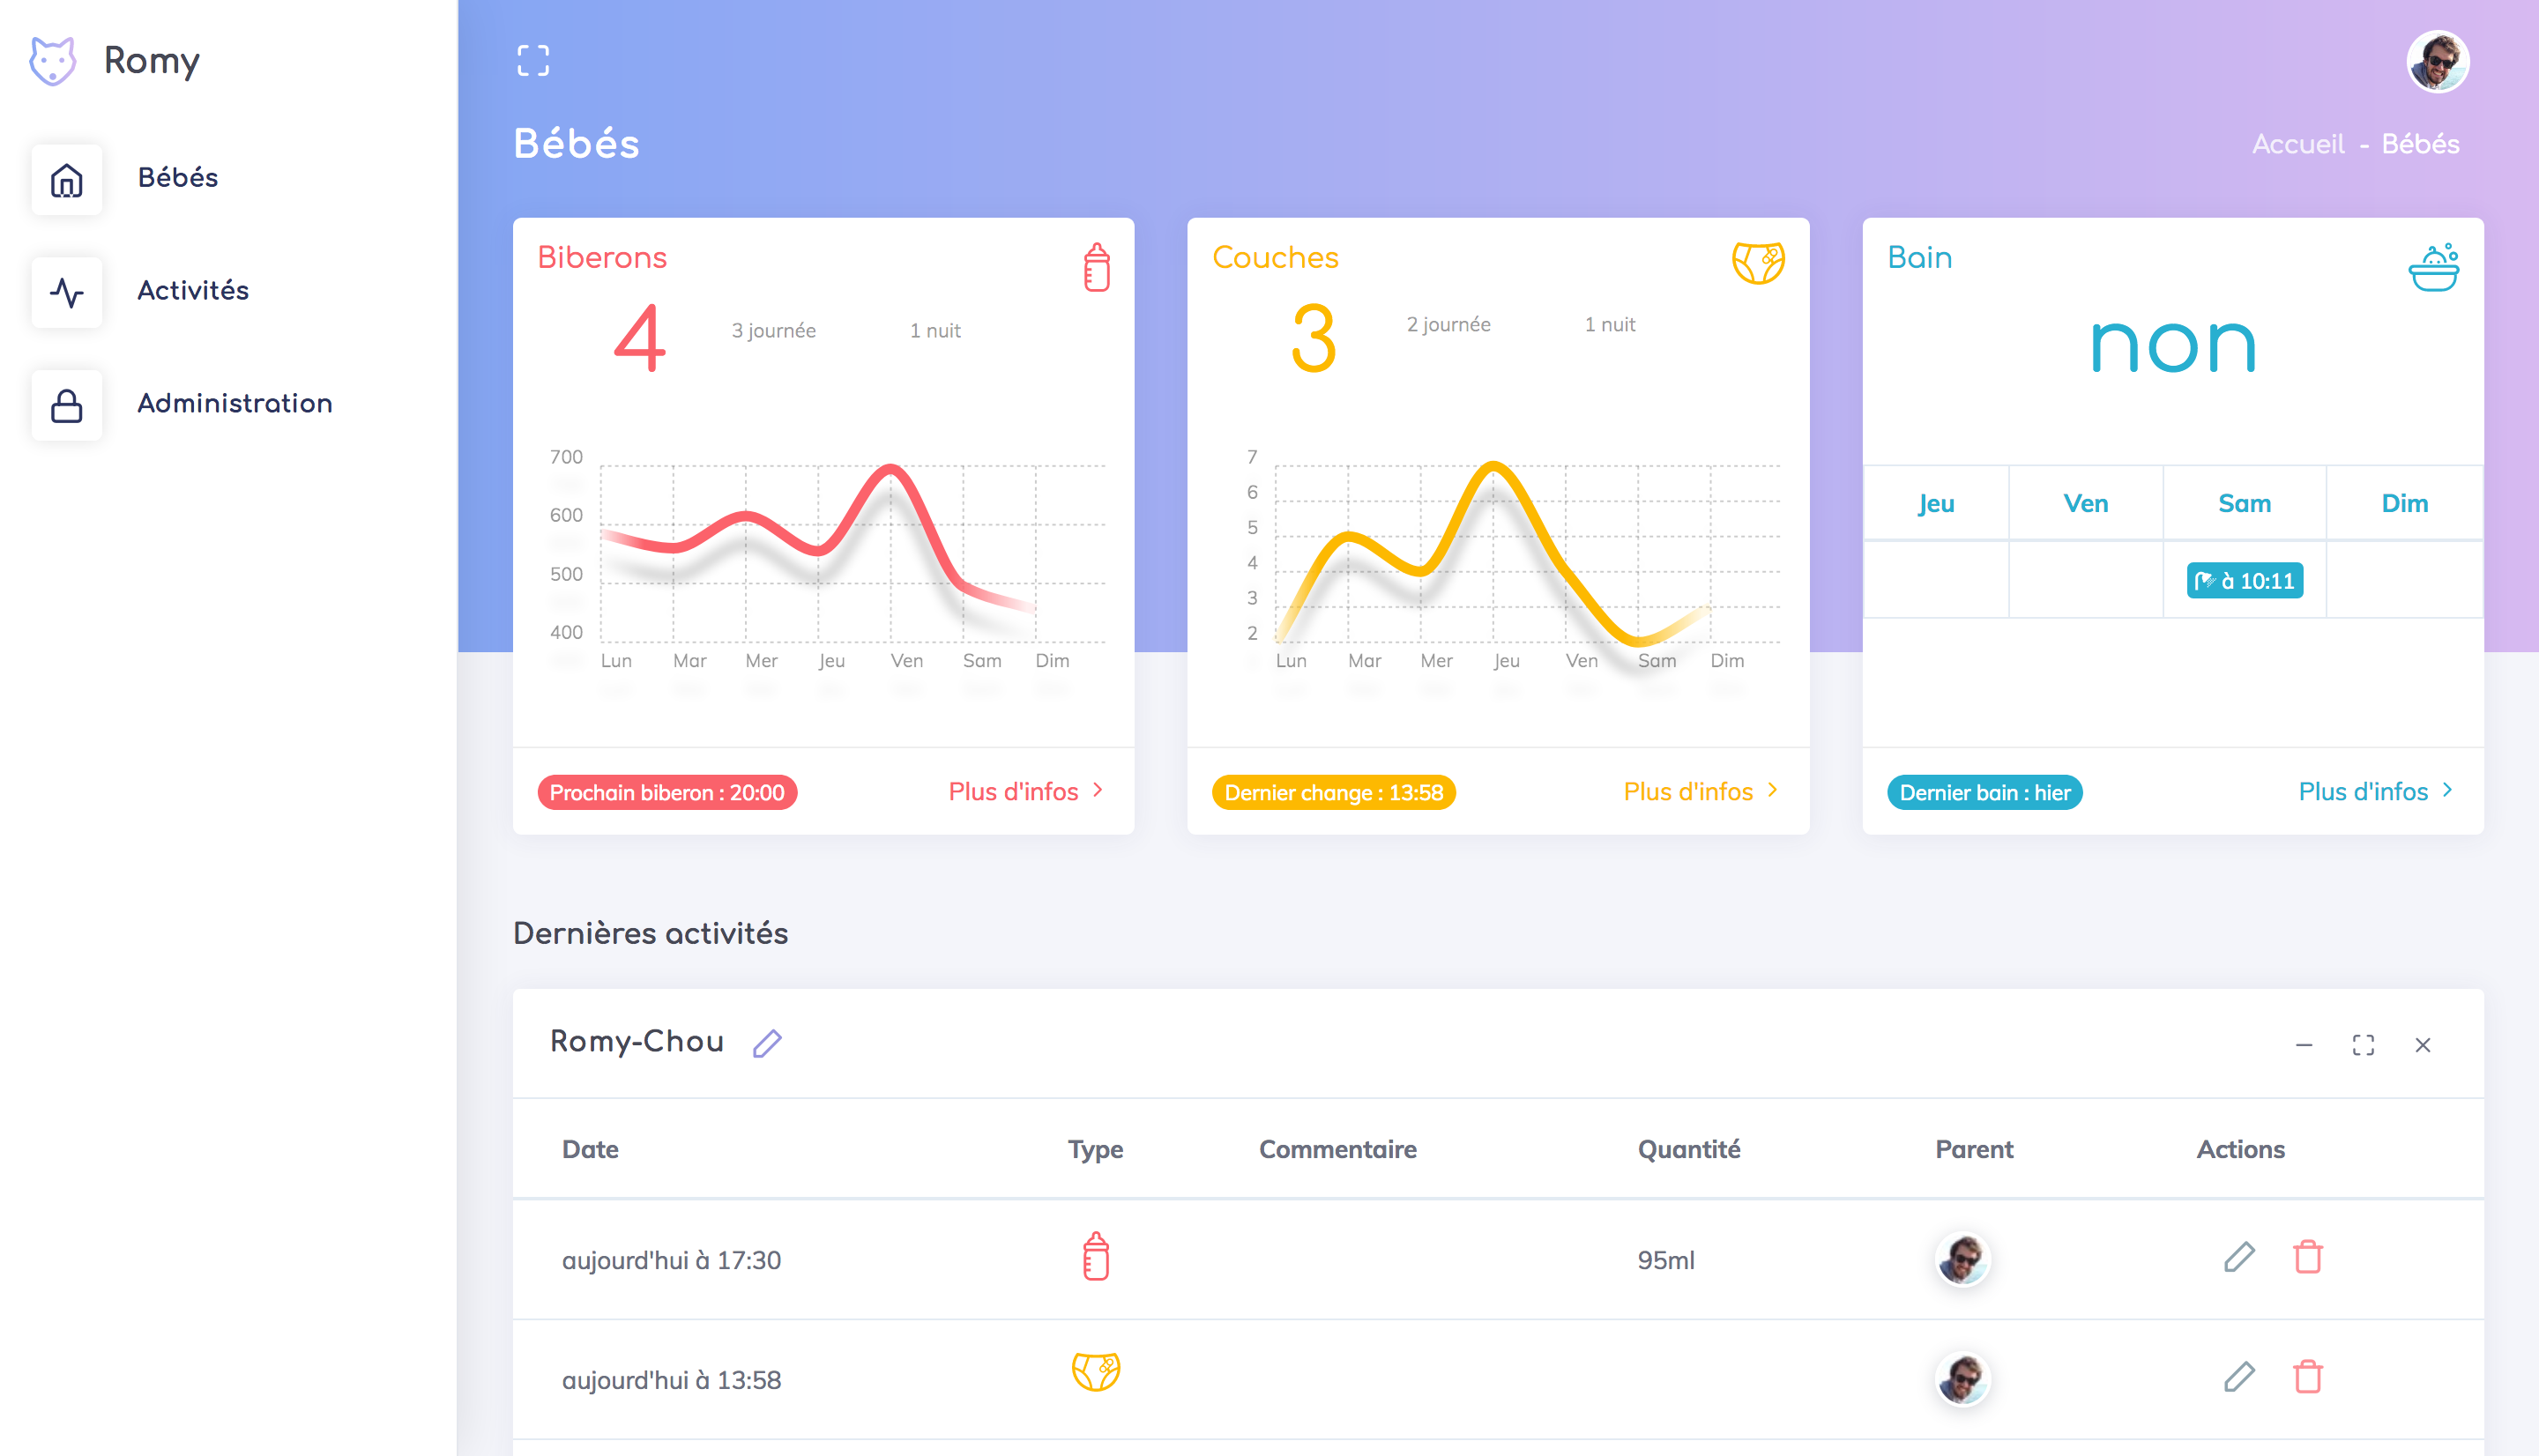 Romy
Bébés
Activités
Administration
Bébés
Accueil - Bébés
Biberons
4
3 journée
1 nuit
700
600
500
400
Lun Mar Mer Jeu Ven Sam Dim
Prochain biberon : 20:00
Plus d'infos
Couches
3
2 journée
1 nuit
7
6
5
4
3
2
Lun Mar Mer Jeu Ven Sam Dim
Dernier change : 13:58
Plus d'infos
Bain
non
Jeu Ven Sam Dim
à 10:11
Dernier bain : hier
Plus d'infos
Dernières activités
Romy-Chou
Date Type Commentaire Quantité Parent Actions
aujourd'hui à 17:30 95ml
aujourd'hui à 13:58